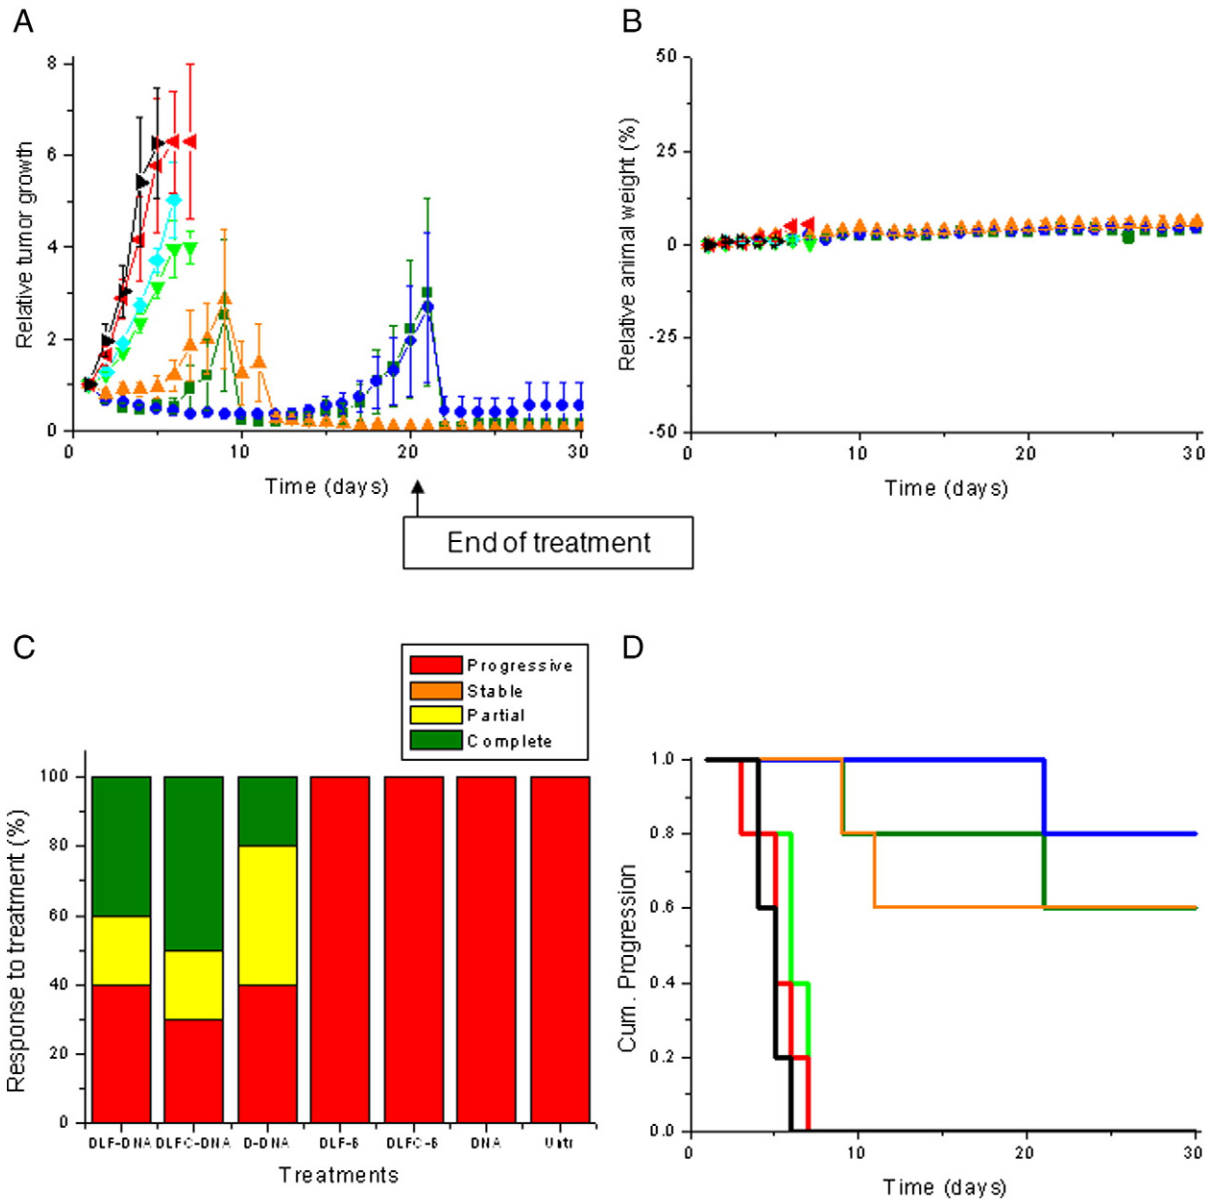 A
B
8
6
4
2
0
Relative tumor growth
0 10 20 30
Time (days)
End of treatment
50
25
0
-25
-50
Relative animal weight (%)
0 10 20 30
Time (days)
C
Progressive
Stable
Partial
Complete
100
80
60
40
20
0
Response to treatment (%)
DLF-DNA DLFC-DNA D-DNA DLF-6 DLFC-6 DNA Untr
Treatments
D
1.0
0.8
0.6
0.4
0.2
0.0
Cum. Progression
0 10 20 30
Time (days)